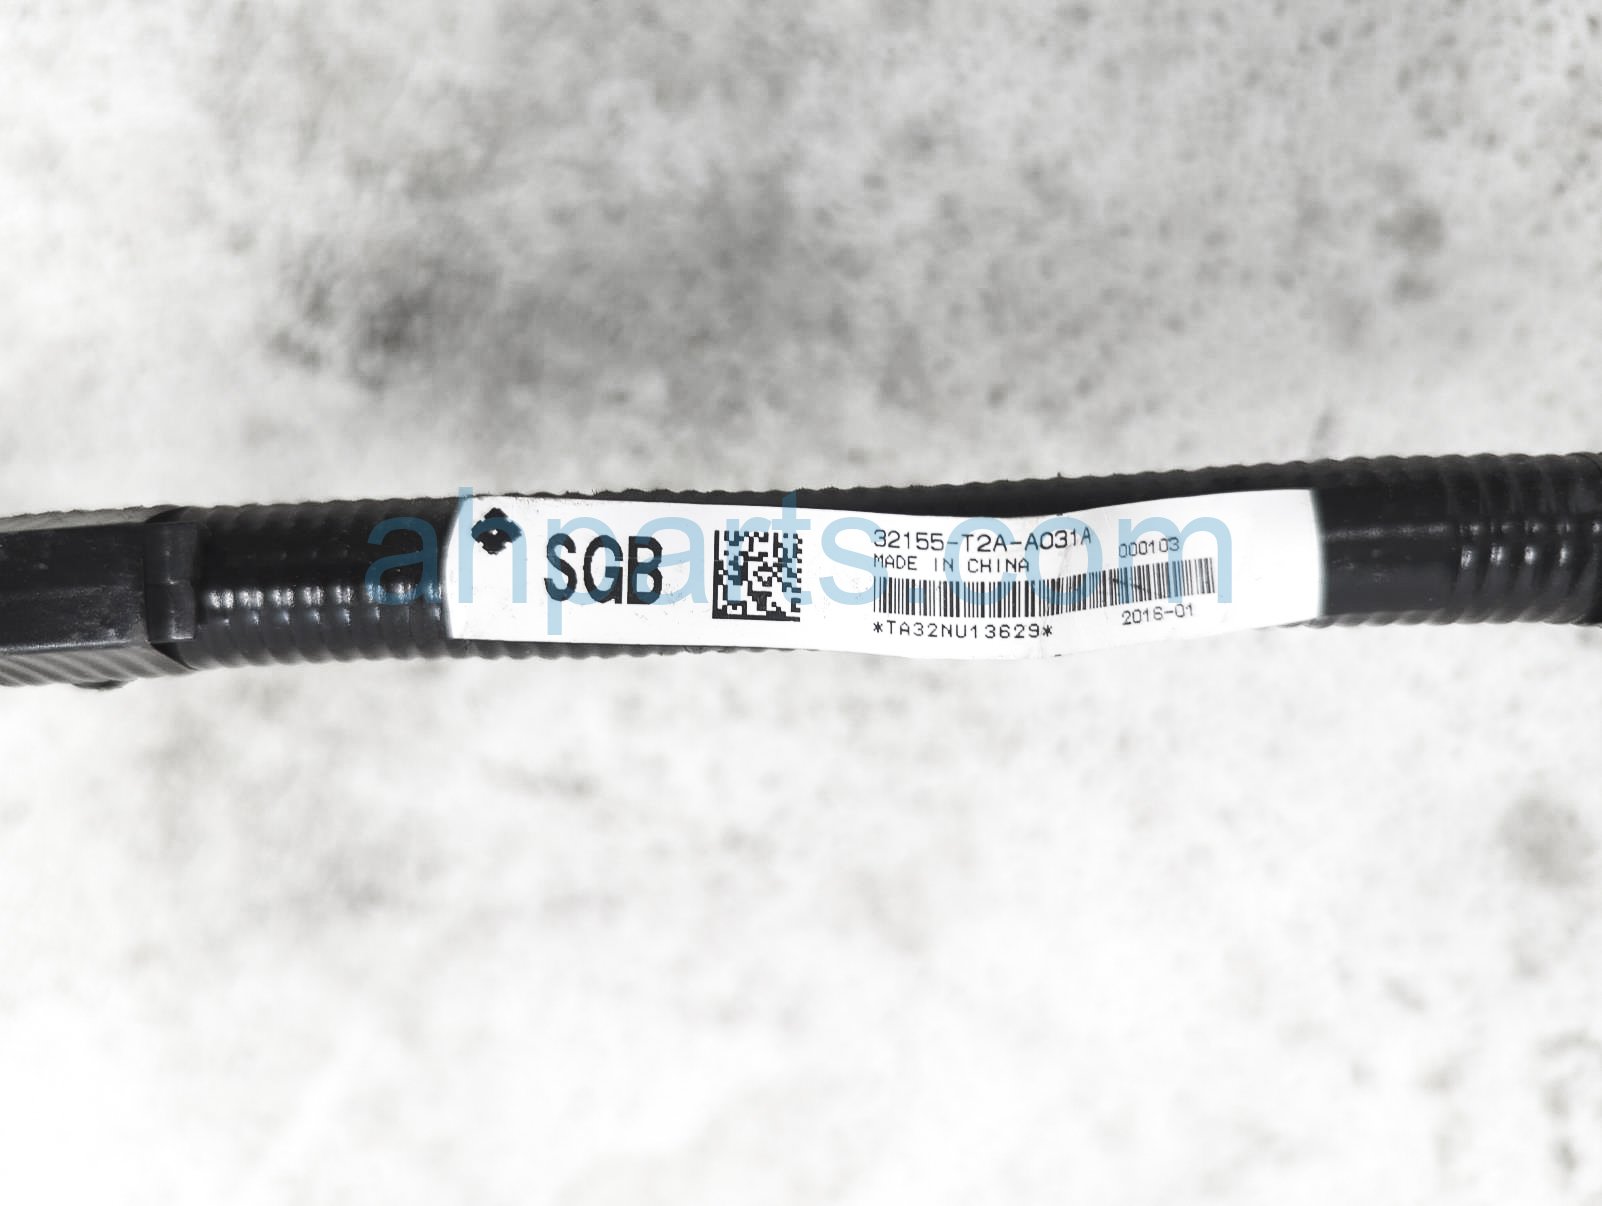 SGB
32155-T2A-A031A
000103
MADE IN CHINA
*TA32NU13629*
2016-01
ahparts.com